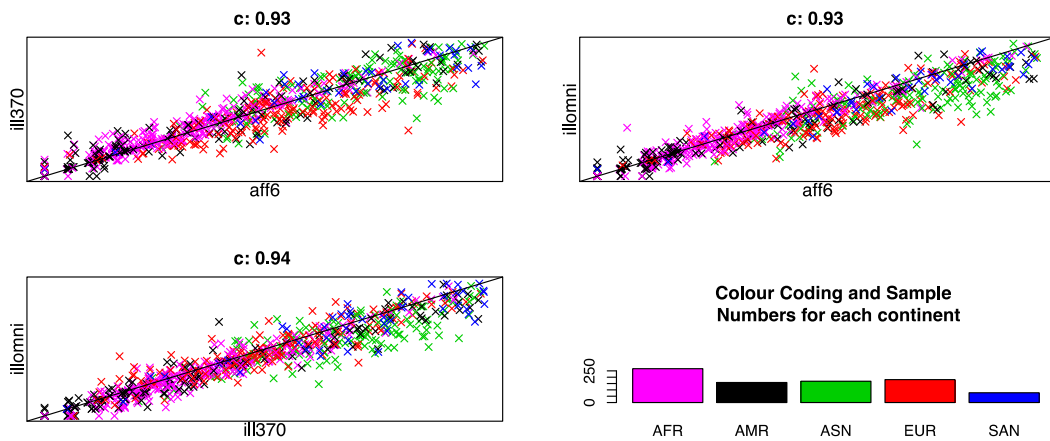 c: 0.93
ill370
aff6
c: 0.93
illomni
aff6
c: 0.94
illomni
ill370
Colour Coding and Sample
Numbers for each continent
0 250
AFR AMR ASN EUR SAN